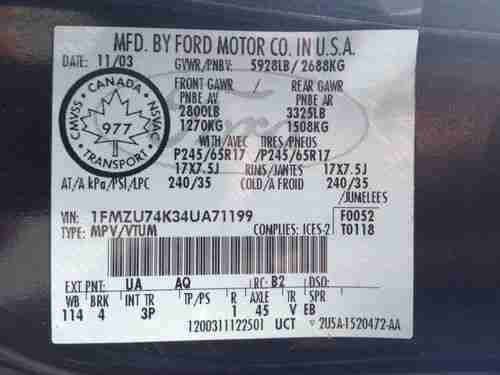 MFD. BY FORD MOTOR CO. IN U.S.A.
DATE: 11/03 GVWR/PNBV: 5928LB/2688KG
FRONT GAWR / REAR GAWR
PNBE AV PNBE AR
2800LB 3325LB
1270KG 1508KG
WITH/AVEC TIRES/PNEUS
P245/65R17 / P245/65R17
17X7.5J RIMS/JANTES 17X7.5J
AT/A kPa/PSI/LPC 240/35 COLD/A FROID 240/35
/JUMELEES
CANADA
CMVSS NSVAC
977
TRANSPORT
Ford
VIN: 1FMZU74K34UA71199 F0052
TYPE: MPV/VTUM COMPLIES: ICES-2 T0118
EXT PNT: UA AQ RC: B2 DSO:
WB BRK INT TR TP/PS R AXLE TR SPR
114 4 3P 1 45 V EB
1200311122501 UCT 2U5A-1520472-AA